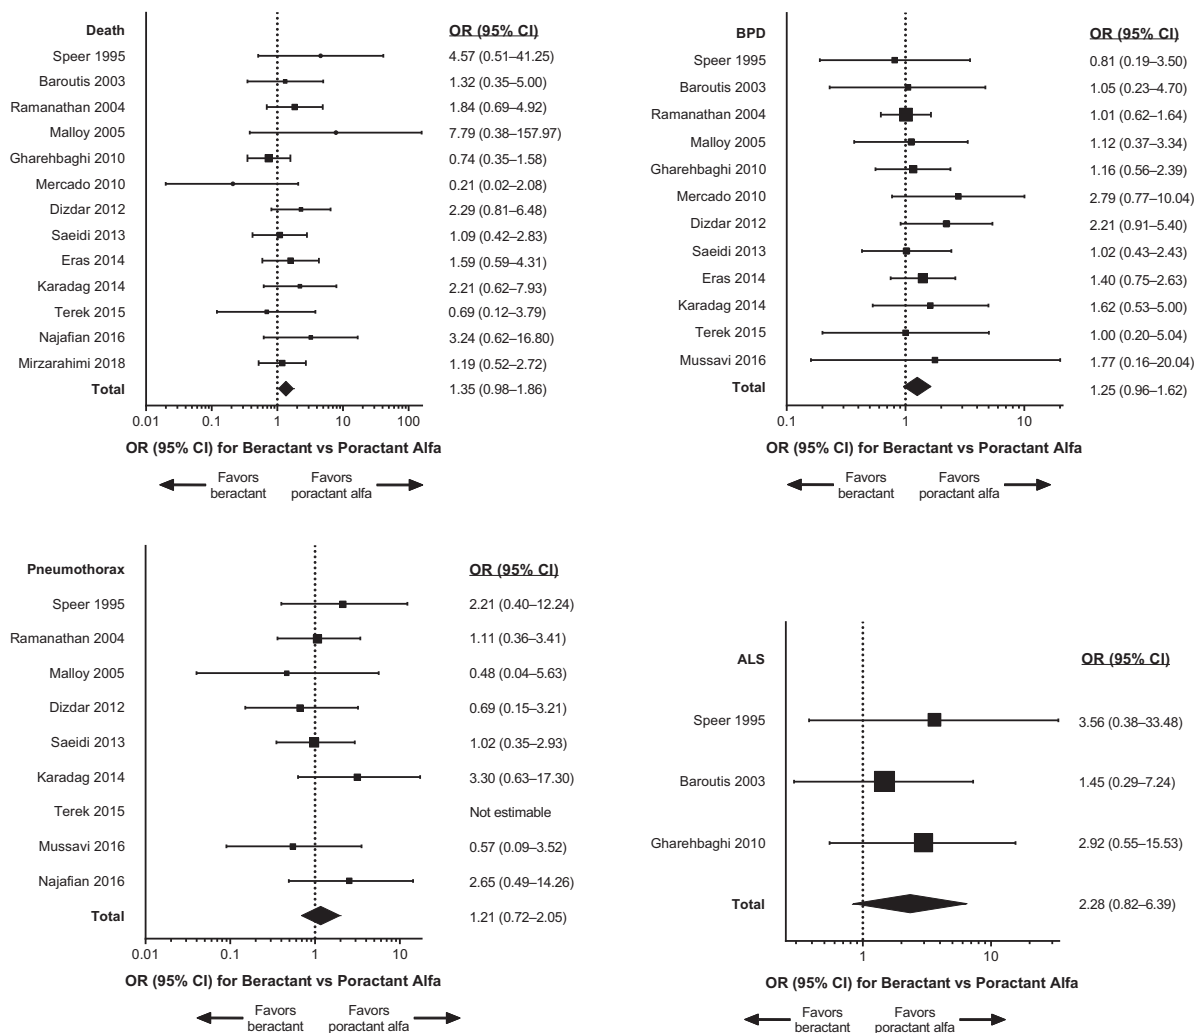 Death OR (95% CI)
Speer 1995 4.57 (0.51–41.25)
Baroutis 2003 1.32 (0.35–5.00)
Ramanathan 2004 1.84 (0.69–4.92)
Malloy 2005 7.79 (0.38–157.97)
Gharehbaghi 2010 0.74 (0.35–1.58)
Mercado 2010 0.21 (0.02–2.08)
Dizdar 2012 2.29 (0.81–6.48)
Saeidi 2013 1.09 (0.42–2.83)
Eras 2014 1.59 (0.59–4.31)
Karadag 2014 2.21 (0.62–7.93)
Terek 2015 0.69 (0.12–3.79)
Najafian 2016 3.24 (0.62–16.80)
Mirzarahimi 2018 1.19 (0.52–2.72)
Total 1.35 (0.98–1.86)
0.01 0.1 1 10 100
OR (95% CI) for Beractant vs Poractant Alfa
Favors Favors
beractant poractant alfa
BPD OR (95% CI)
Speer 1995 0.81 (0.19–3.50)
Baroutis 2003 1.05 (0.23–4.70)
Ramanathan 2004 1.01 (0.62–1.64)
Malloy 2005 1.12 (0.37–3.34)
Gharehbaghi 2010 1.16 (0.56–2.39)
Mercado 2010 2.79 (0.77–10.04)
Dizdar 2012 2.21 (0.91–5.40)
Saeidi 2013 1.02 (0.43–2.43)
Eras 2014 1.40 (0.75–2.63)
Karadag 2014 1.62 (0.53–5.00)
Terek 2015 1.00 (0.20–5.04)
Mussavi 2016 1.77 (0.16–20.04)
Total 1.25 (0.96–1.62)
0.1 1 10
OR (95% CI) for Beractant vs Poractant Alfa
Favors Favors
beractant poractant alfa
Pneumothorax OR (95% CI)
Speer 1995 2.21 (0.40–12.24)
Ramanathan 2004 1.11 (0.36–3.41)
Malloy 2005 0.48 (0.04–5.63)
Dizdar 2012 0.69 (0.15–3.21)
Saeidi 2013 1.02 (0.35–2.93)
Karadag 2014 3.30 (0.63–17.30)
Terek 2015 Not estimable
Mussavi 2016 0.57 (0.09–3.52)
Najafian 2016 2.65 (0.49–14.26)
Total 1.21 (0.72–2.05)
0.01 0.1 1 10
OR (95% CI) for Beractant vs Poractant Alfa
Favors Favors
beractant poractant alfa
ALS OR (95% CI)
Speer 1995 3.56 (0.38–33.48)
Baroutis 2003 1.45 (0.29–7.24)
Gharehbaghi 2010 2.92 (0.55–15.53)
Total 2.28 (0.82–6.39)
1 10
OR (95% CI) for Beractant vs Poractant Alfa
Favors Favors
beractant poractant alfa